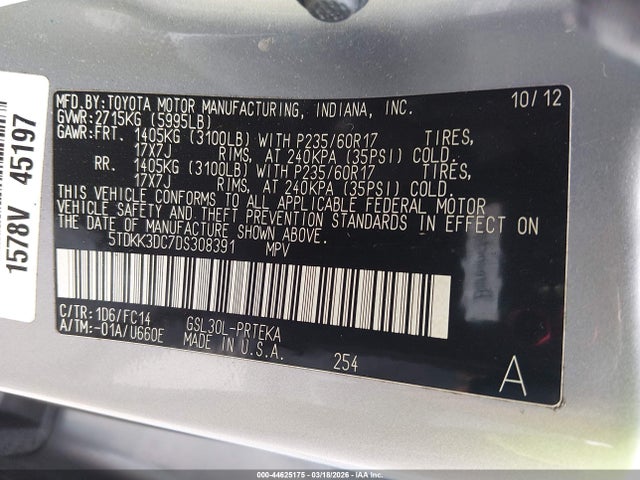 MFD.BY:TOYOTA MOTOR MANUFACTURING, INDIANA, INC. 10/12
GVWR:2715KG (5995LB)
GAWR:FRT. 1405KG (3100LB) WITH P235/60R17 TIRES,
17X7J RIMS, AT 240KPA (35PSI) COLD.
RR. 1405KG (3100LB) WITH P235/60R17 TIRES,
17X7J RIMS, AT 240KPA (35PSI) COLD.
THIS VEHICLE CONFORMS TO ALL APPLICABLE FEDERAL MOTOR
VEHICLE SAFETY AND THEFT PREVENTION STANDARDS IN EFFECT ON
THE DATE OF MANUFACTURE SHOWN ABOVE.
5TDKK3DC7DS308391 MPV
C/TR:1D6/FC14 GSL30L-PRTEKA
A/TM:-01A/U660E MADE IN U.S.A.
254
A
1578V 45197
000-44625175 | 03/18/2026 | IAAI.COM